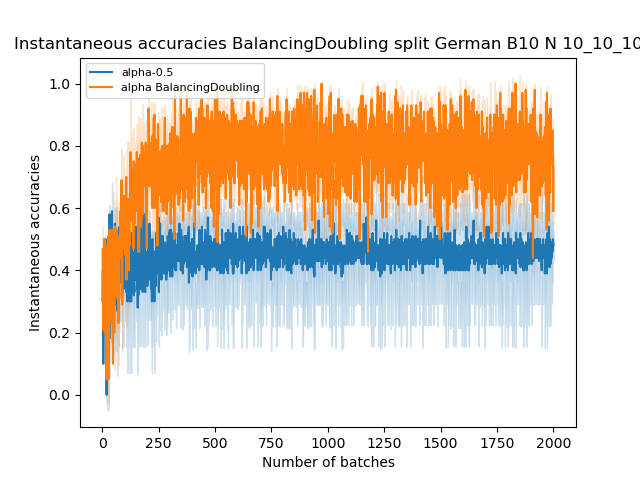 Instantaneous accuracies BalancingDoubling split German B10 N 10_10_10
alpha-0.5
alpha BalancingDoubling
Instantaneous accuracies
1.0
0.8
0.6
0.4
0.2
0.0
0 250 500 750 1000 1250 1500 1750 2000
Number of batches